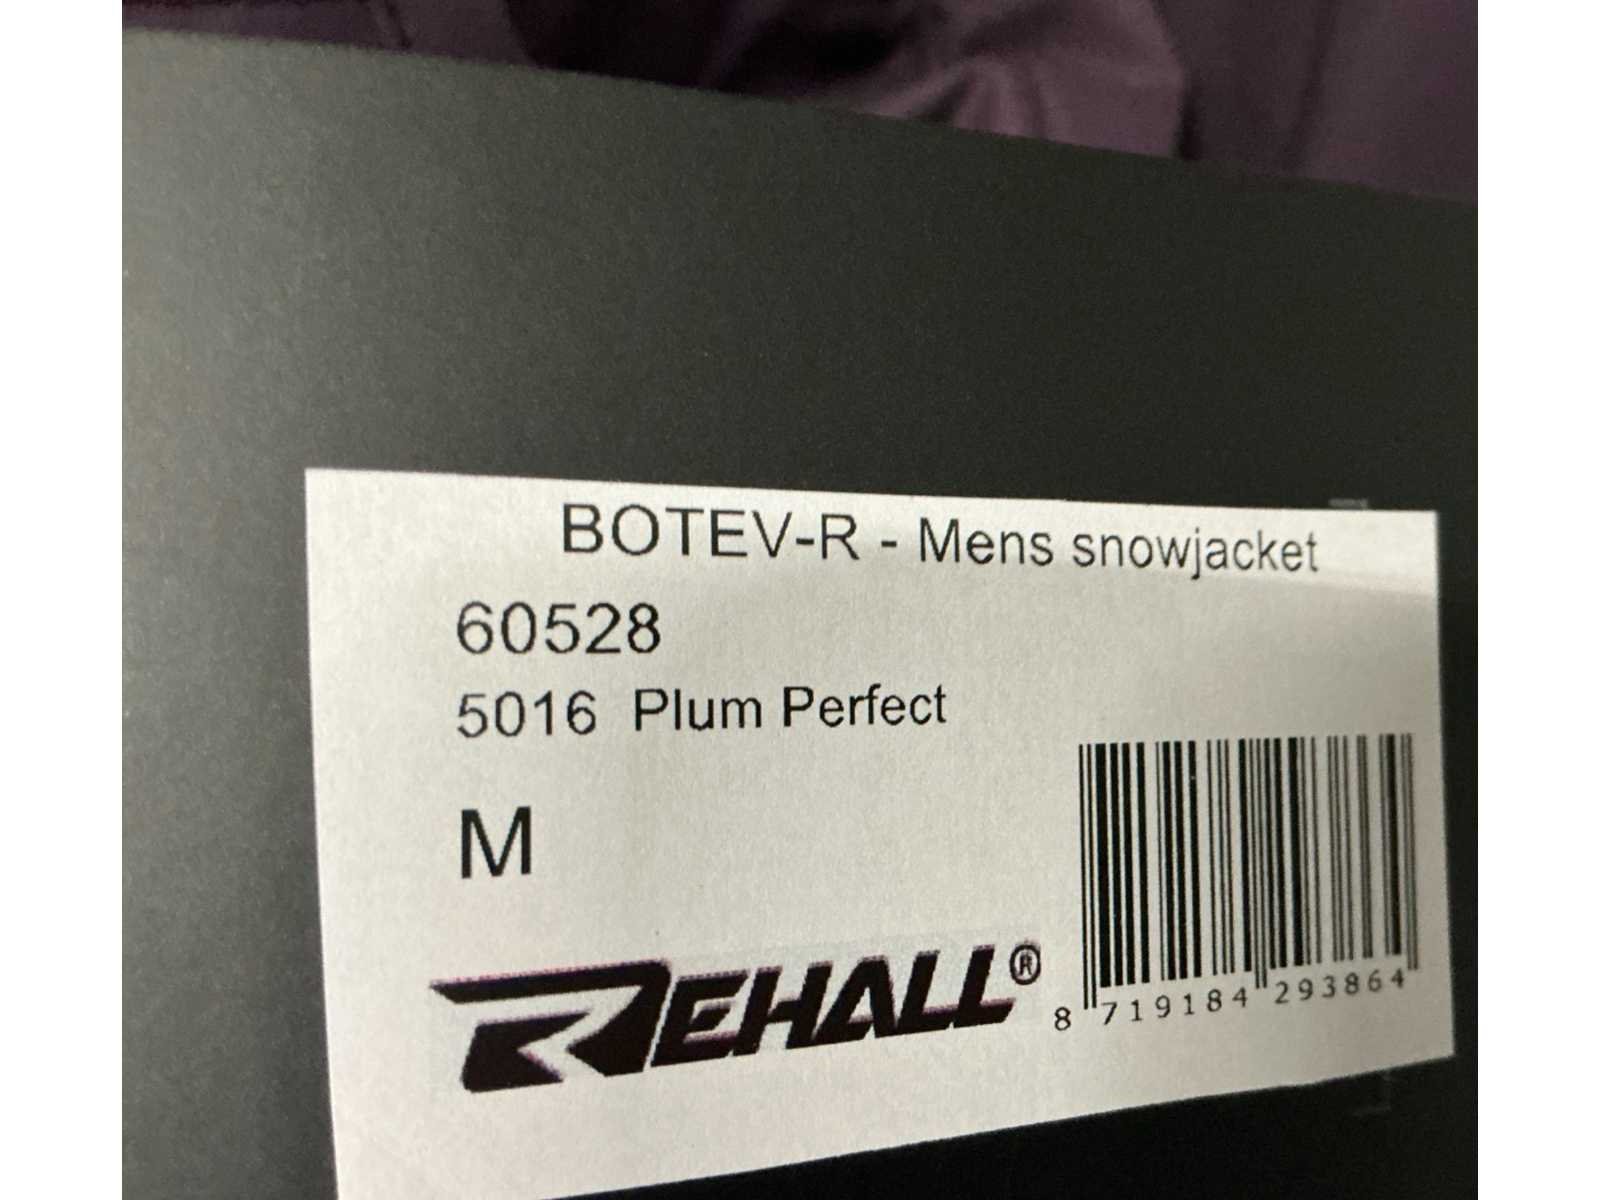 BOTEV-R - Mens snowjacket
60528
5016 Plum Perfect
M
REHALL®
8 719184 293864